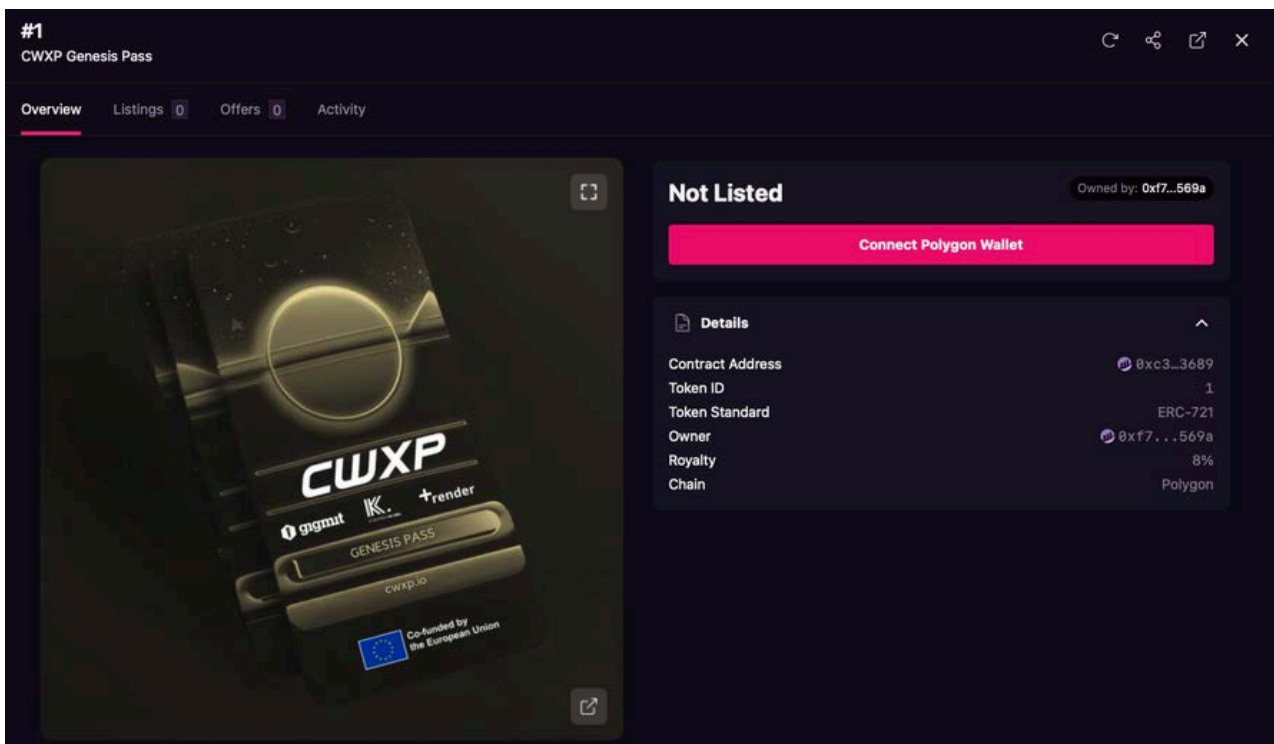 #1
CWXP Genesis Pass
Overview Listings 0 Offers 0 Activity
CWXP
gigmit K. +render
GENESIS PASS
cwxp.io
Co-funded by
the European Union
Not Listed
Owned by: 0xf7...569a
Connect Polygon Wallet
Details
Contract Address 0xc3…3689
Token ID 1
Token Standard ERC-721
Owner 0xf7...569a
Royalty 8%
Chain Polygon